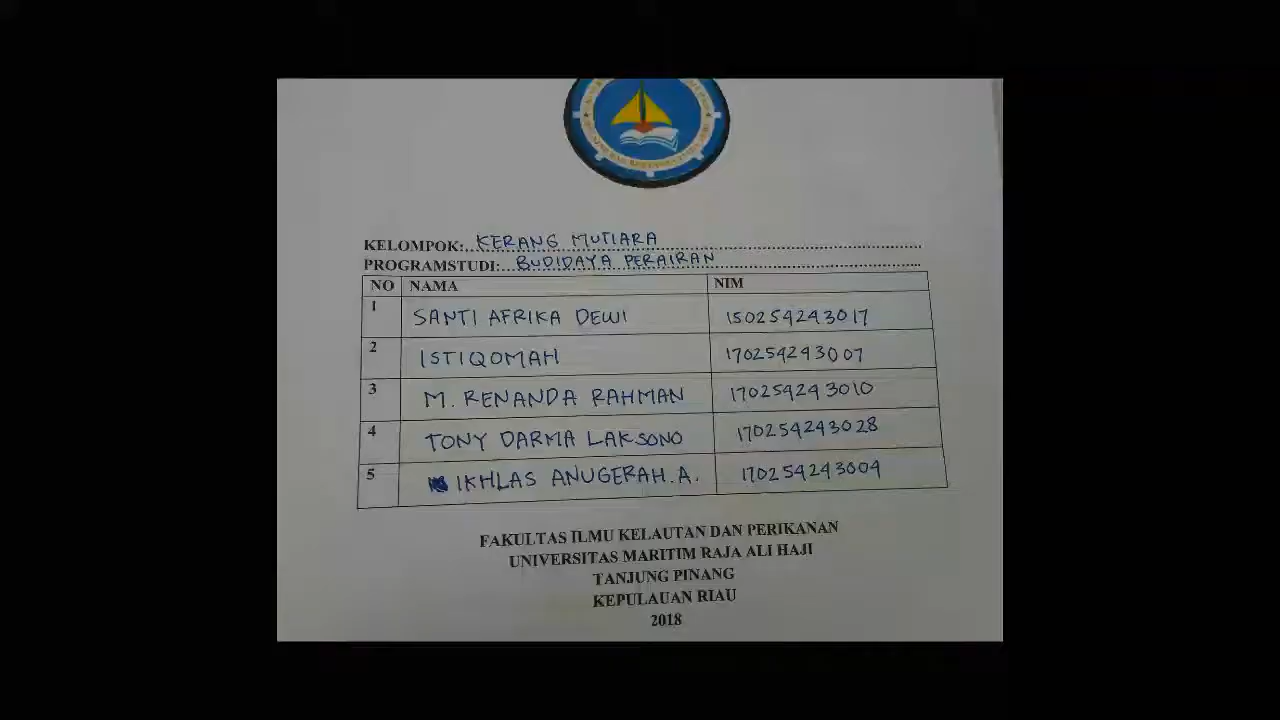 KELOMPOK: KERANG MUTIARA
PROGRAMSTUDI: BUDIDAYA PERAIRAN
NO NAMA NIM
1 SANTI AFRIKA DEWI 150254243017
2 ISTIQOMAH 170254243007
3 M. RENANDA RAHMAN 170254243010
4 TONY DARMA LAKSONO 170254243028
5 IKHLAS ANUGERAH. A. 170254243004
FAKULTAS ILMU KELAUTAN DAN PERIKANAN
UNIVERSITAS MARITIM RAJA ALI HAJI
TANJUNG PINANG
KEPULAUAN RIAU
2018